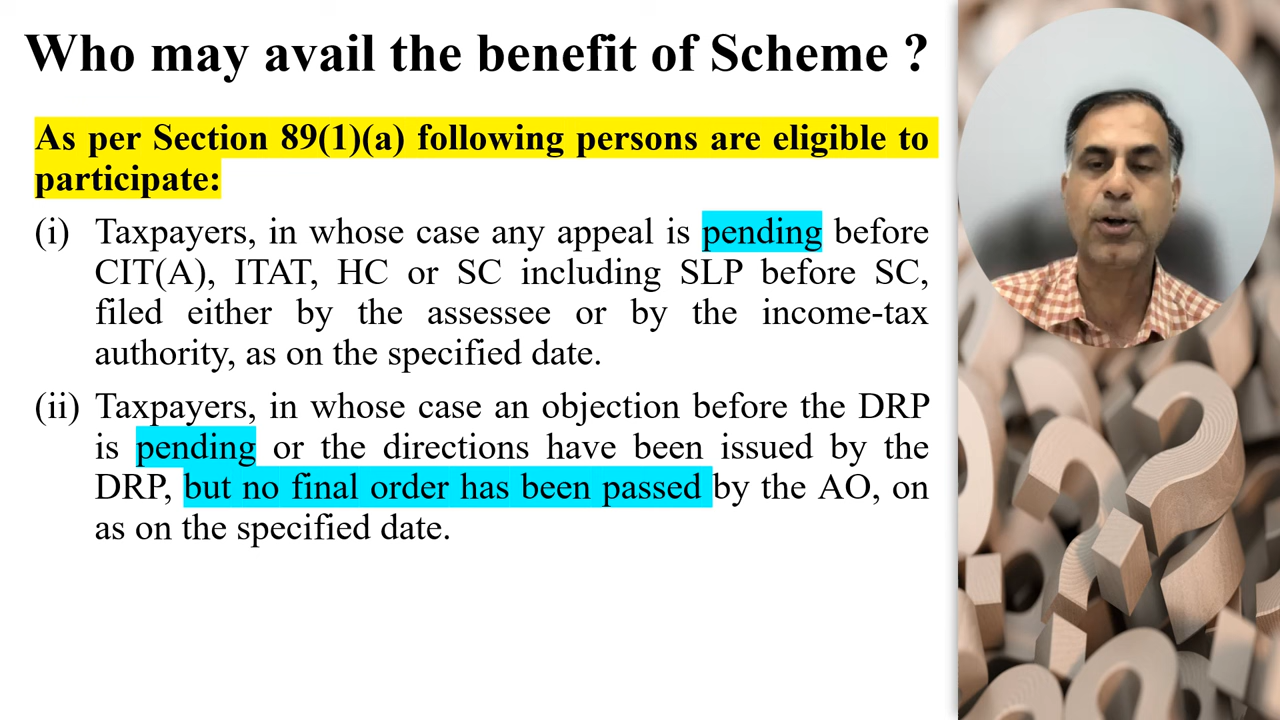 Who may avail the benefit of Scheme ?
As per Section 89(1)(a) following persons are eligible to
participate:
(i) Taxpayers, in whose case any appeal is pending before
CIT(A), ITAT, HC or SC including SLP before SC,
filed either by the assessee or by the income-tax
authority, as on the specified date.
(ii) Taxpayers, in whose case an objection before the DRP
is pending or the directions have been issued by the
DRP, but no final order has been passed by the AO, on
as on the specified date.